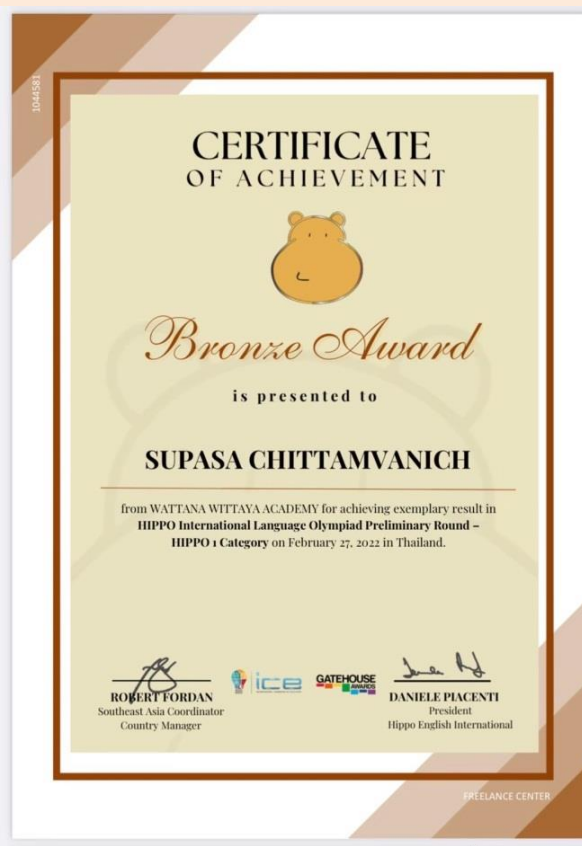 1044581
CERTIFICATE
OF ACHIEVEMENT
Bronze Award
is presented to
SUPASA CHITTAMVANICH
from WATTANA WITTAYA ACADEMY for achieving exemplary result in
HIPPO International Language Olympiad Preliminary Round –
HIPPO 1 Category on February 27, 2022 in Thailand.
ice
GATEHOUSE
AWARDS
ROBERT FORDAN
Southeast Asia Coordinator
Country Manager
DANIELE PIACENTI
President
Hippo English International
FREELANCE CENTER